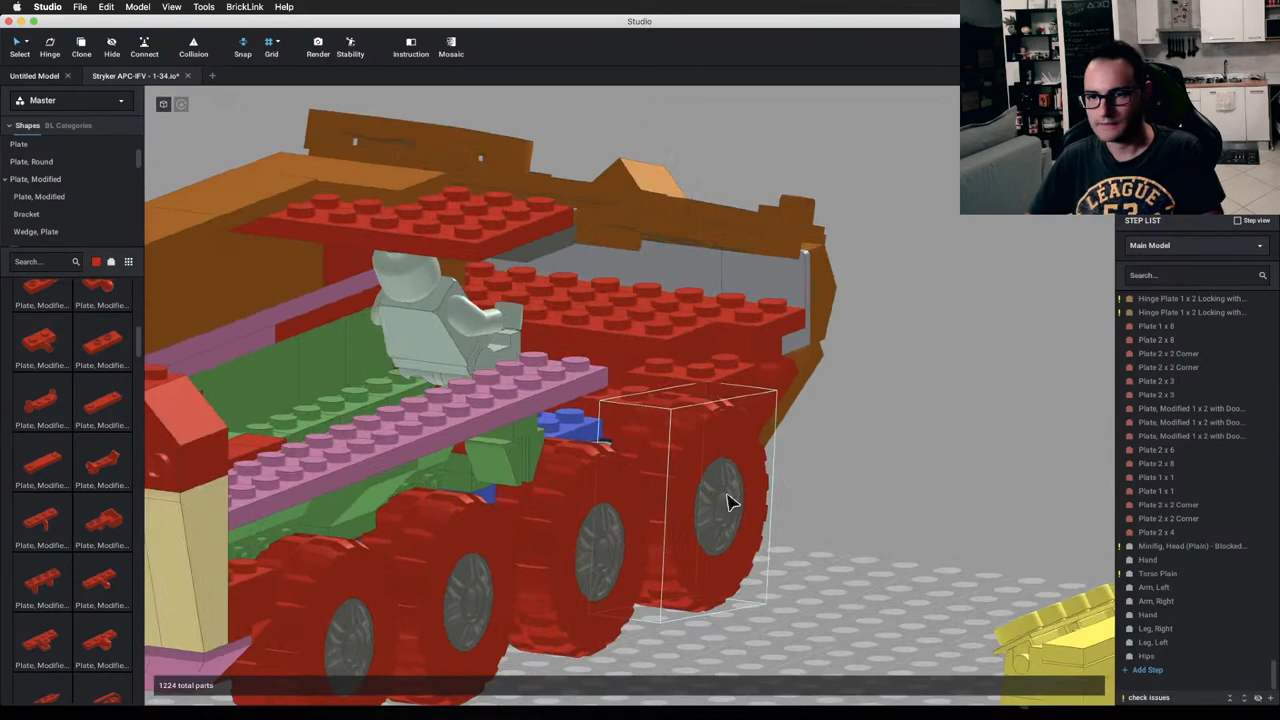 Studio File Edit Model View Tools BrickLink Help
Studio
Select Hinge Clone Hide Connect Collision Snap Grid Render Stability Instruction Mosaic
Untitled Model Stryker APC-IFV - 1-34.io*
Master
Shapes BL Categories
Plate
Plate, Round
Plate, Modified
Plate, Modified
Bracket
Wedge, Plate
Search...
Plate, Modifie... Plate, Modifie...
Plate, Modifie... Plate, Modifie...
Plate, Modifie... Plate, Modifie...
Plate, Modifie... Plate, Modifie...
Plate, Modifie... Plate, Modifie...
Plate, Modifie... Plate, Modifie...
Plate, Modifie... Plate, Modifie...
1224 total parts
LEAGUE
STEP LIST Step view
Main Model
Search...
Hinge Plate 1 x 2 Locking with...
Hinge Plate 1 x 2 Locking with...
Plate 1 x 8
Plate 2 x 8
Plate 2 x 2 Corner
Plate 2 x 2 Corner
Plate 2 x 3
Plate 2 x 3
Plate, Modified 1 x 2 with Doo...
Plate, Modified 1 x 2 with Doo...
Plate, Modified 1 x 2 with Doo...
Plate 2 x 6
Plate 2 x 8
Plate 1 x 1
Plate 1 x 1
Plate 2 x 2 Corner
Plate 2 x 2 Corner
Plate 2 x 4
Minifig, Head (Plain) - Blocked...
Hand
Torso Plain
Arm, Left
Arm, Right
Hand
Leg, Right
Leg, Left
Hips
Add Step
check issues